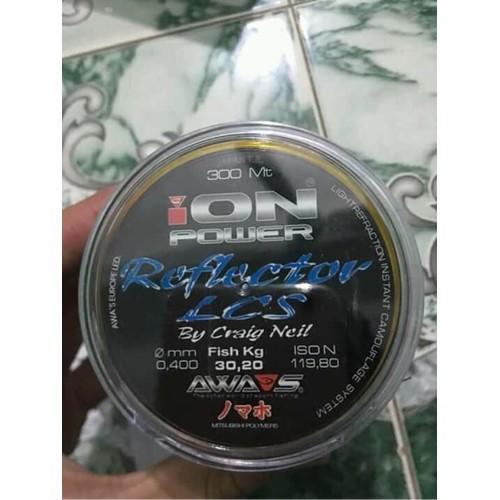 300 Mt
iON
POWER
Reflector
LCS
By Craig Neil
Ø mm Fish Kg ISO N
0,400 30,20 119,80
AWA'S
ノマホ
MITSUBISHI POLYMERS
AWA'S EUROPE LTD.
LIGHT REFRACTION INSTANT CAMOUFLAGE SYSTEM